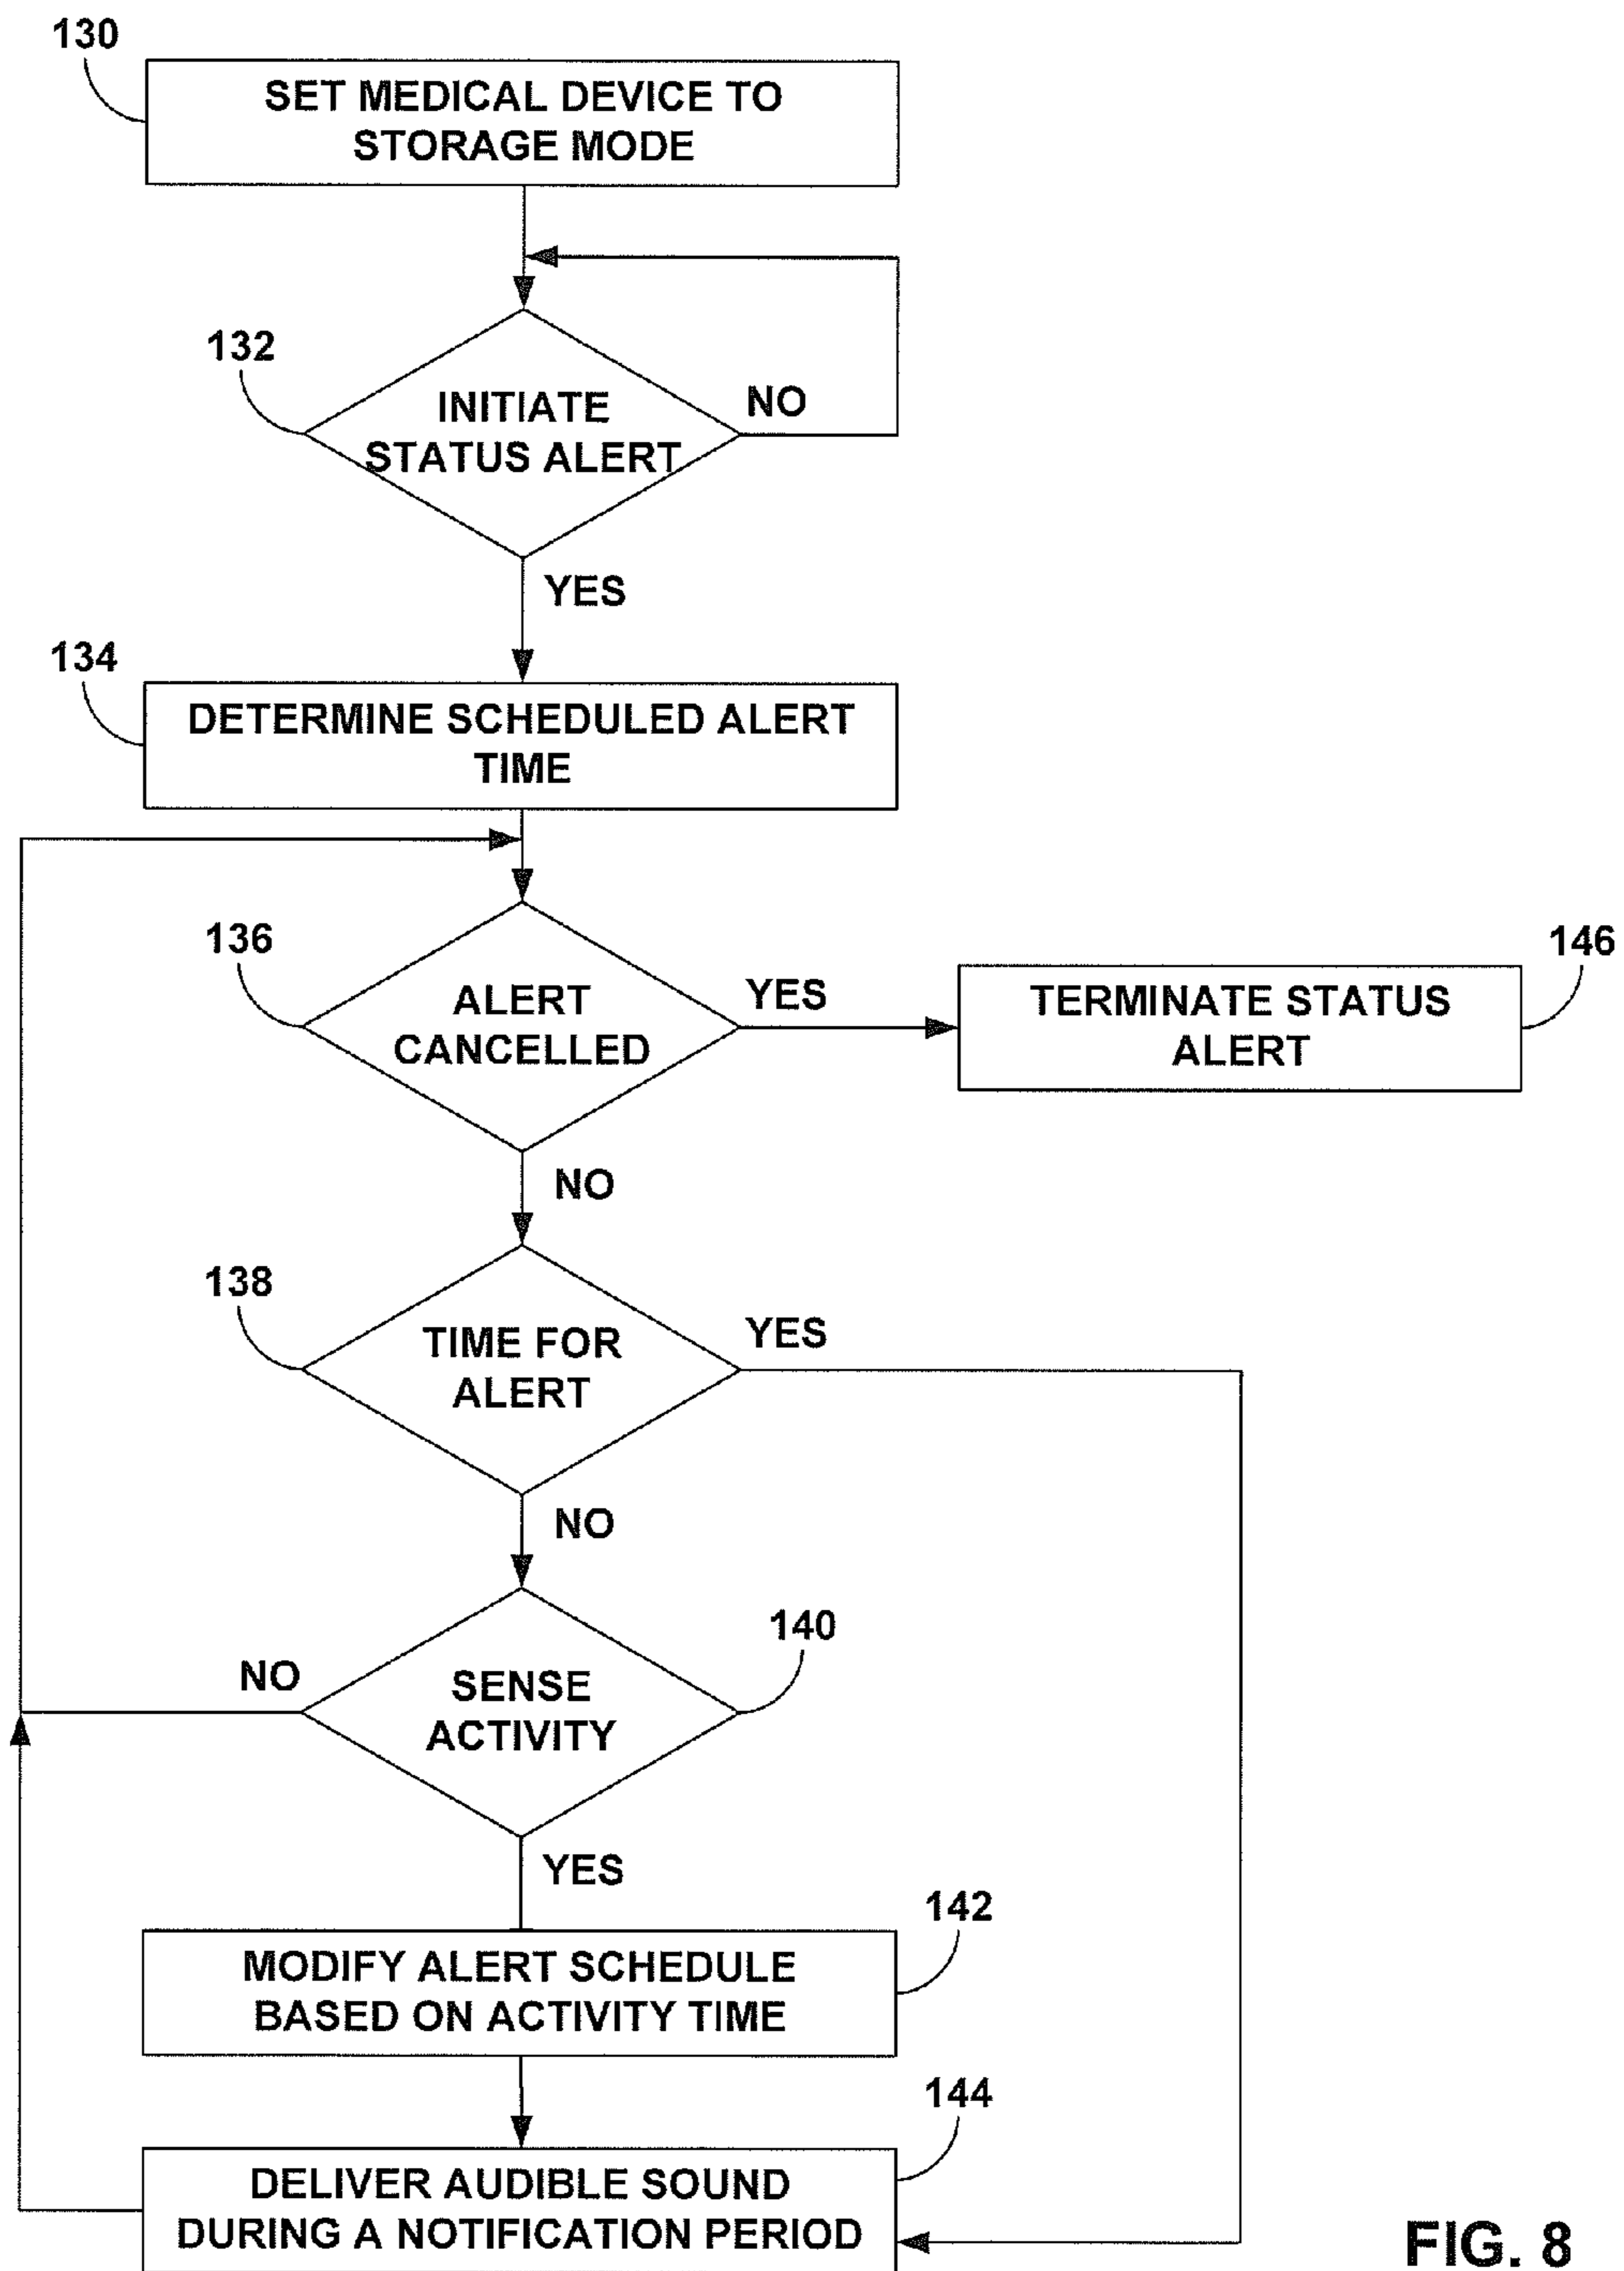 130
SET MEDICAL DEVICE TO
STORAGE MODE
132
INITIATE
STATUS ALERT
NO
YES
134
DETERMINE SCHEDULED ALERT
TIME
136
ALERT
CANCELLED
YES
146
TERMINATE STATUS
ALERT
NO
138
TIME FOR
ALERT
YES
NO
140
SENSE
ACTIVITY
NO
YES
142
MODIFY ALERT SCHEDULE
BASED ON ACTIVITY TIME
144
DELIVER AUDIBLE SOUND
DURING A NOTIFICATION PERIOD
FIG. 8